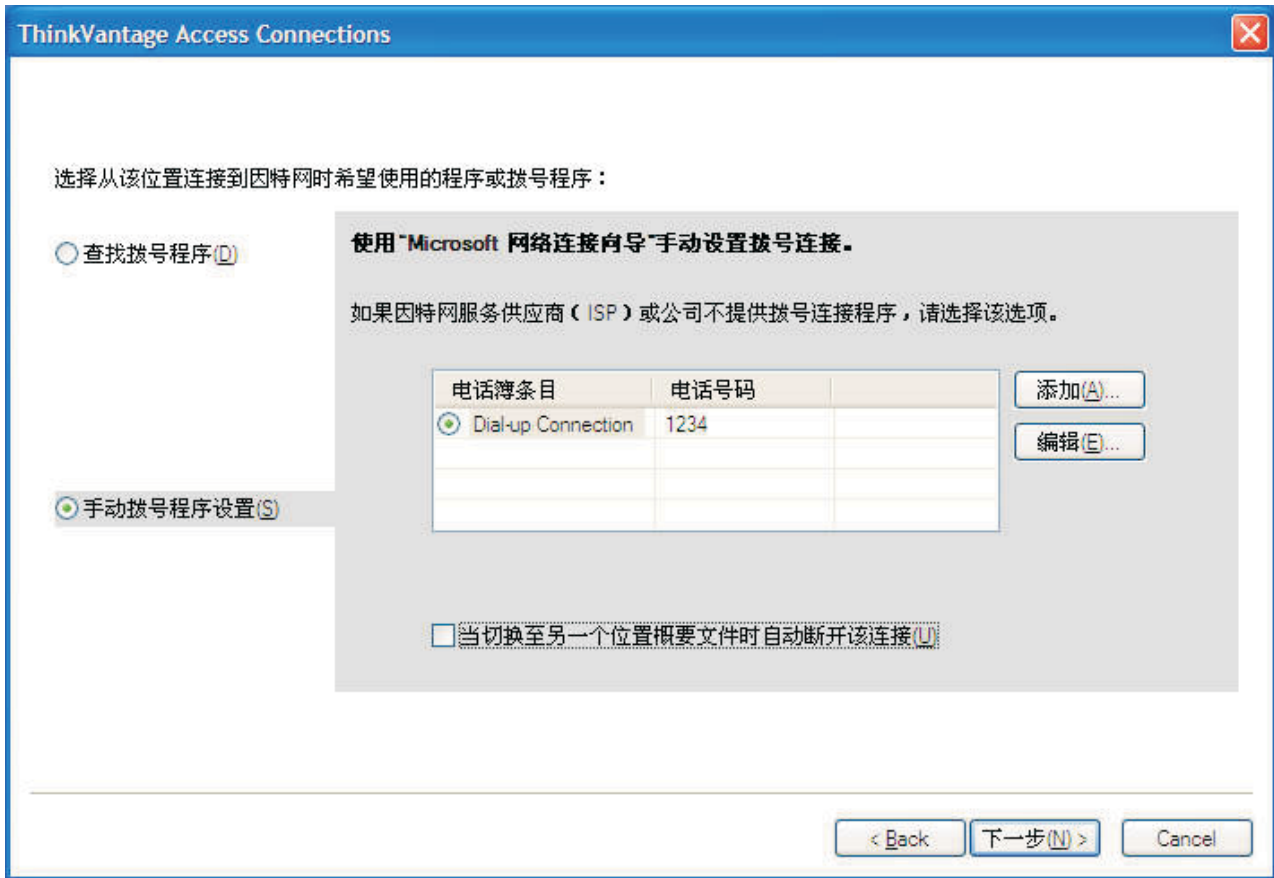 ThinkVantage Access Connections
选择从该位置连接到因特网时希望使用的程序或拨号程序：
查找拨号程序(D)
使用"Microsoft 网络连接向导"手动设置拨号连接。
如果因特网服务供应商（ISP）或公司不提供拨号连接程序，请选择该选项。
电话簿条目 电话号码
添加(A)...
Dial-up Connection 1234
编辑(E)...
手动拨号程序设置(S)
当切换至另一个位置概要文件时自动断开该连接(U)
< Back 下一步(N) > Cancel